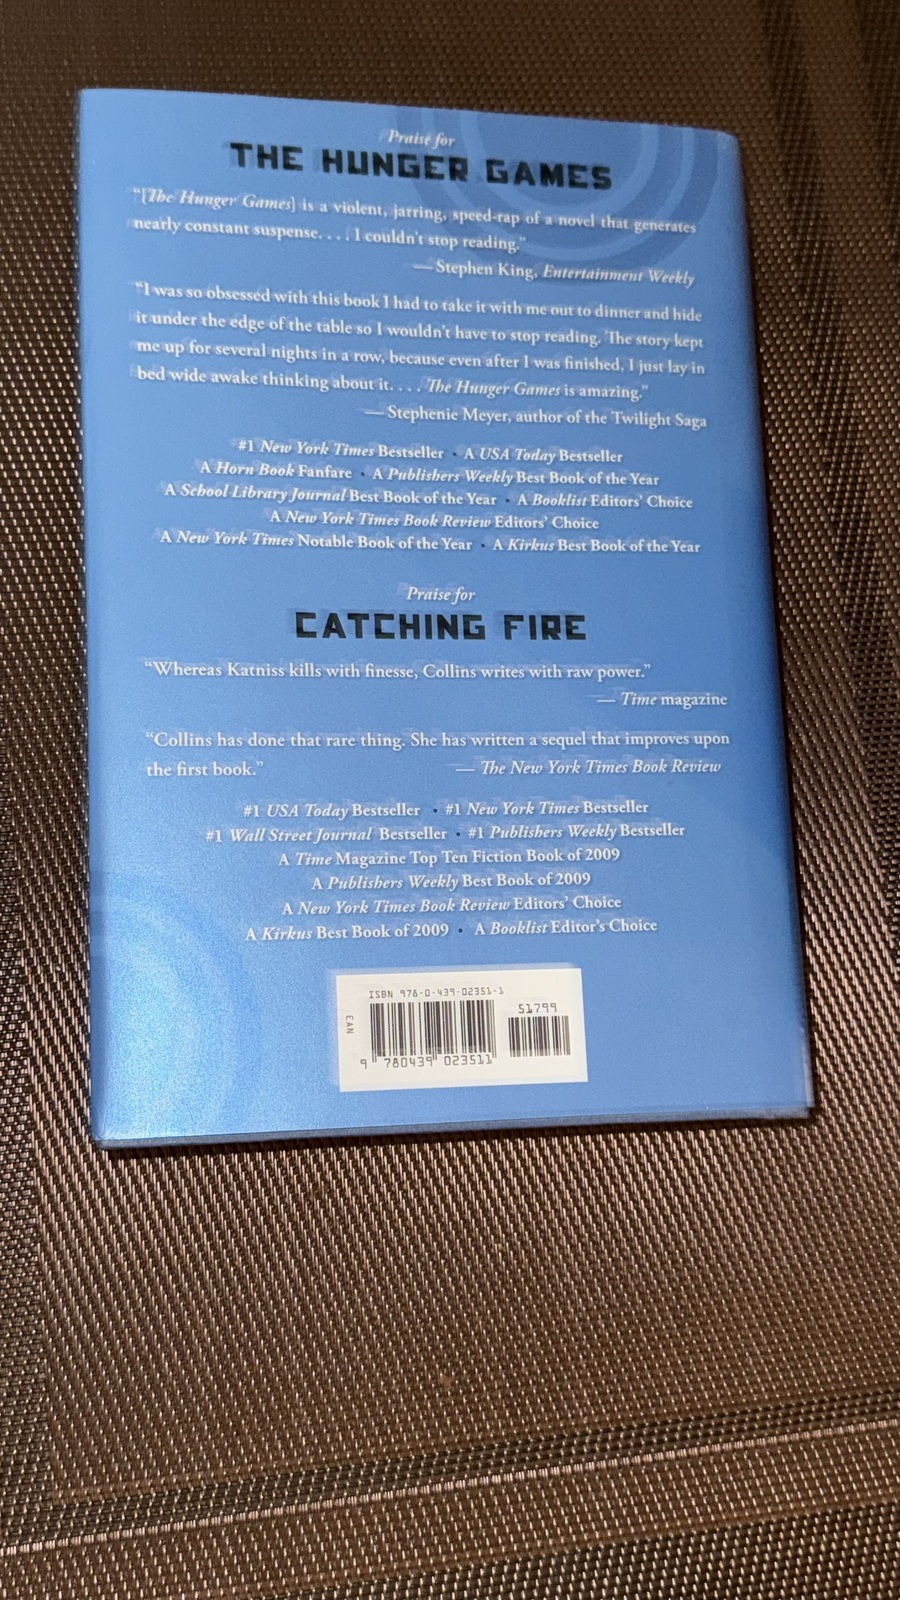 Praise for
THE HUNGER GAMES
“[The Hunger Games] is a violent, jarring, speed-rap of a novel that generates
nearly constant suspense. . . . I couldn’t stop reading.”
— Stephen King, Entertainment Weekly
“I was so obsessed with this book I had to take it with me out to dinner and hide
it under the edge of the table so I wouldn’t have to stop reading. The story kept
me up for several nights in a row, because even after I was finished, I just lay in
bed wide awake thinking about it. . . . The Hunger Games is amazing.”
— Stephenie Meyer, author of the Twilight Saga
#1 New York Times Bestseller • A USA Today Bestseller
A Horn Book Fanfare • A Publishers Weekly Best Book of the Year
A School Library Journal Best Book of the Year • A Booklist Editors’ Choice
A New York Times Book Review Editors’ Choice
A New York Times Notable Book of the Year • A Kirkus Best Book of the Year
Praise for
CATCHING FIRE
“Whereas Katniss kills with finesse, Collins writes with raw power.”
— Time magazine
“Collins has done that rare thing. She has written a sequel that improves upon
the first book.” — The New York Times Book Review
#1 USA Today Bestseller • #1 New York Times Bestseller
#1 Wall Street Journal Bestseller • #1 Publishers Weekly Bestseller
A Time Magazine Top Ten Fiction Book of 2009
A Publishers Weekly Best Book of 2009
A New York Times Book Review Editors’ Choice
A Kirkus Best Book of 2009 • A Booklist Editor’s Choice
ISBN 978-0-439-02351-1
51799
EAN
9 780439 023511